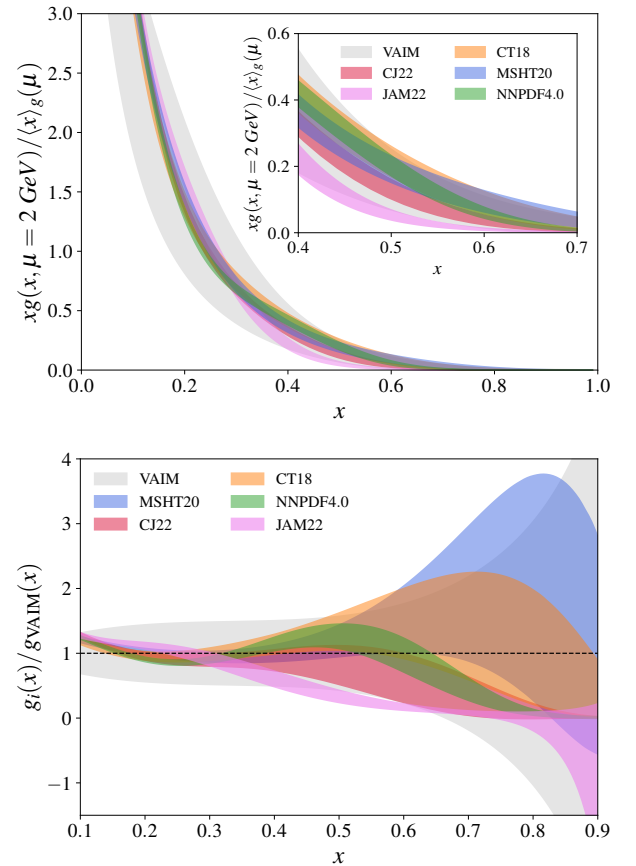 3.0
2.5
2.0
1.5
1.0
0.5
0.0
xg(x, μ = 2 GeV)/⟨x⟩g(μ)
0.0 0.2 0.4 0.6 0.8 1.0
x
0.6
0.4
0.2
0.0
xg(x, μ = 2 GeV)/⟨x⟩g(μ)
VAIM CT18
CJ22 MSHT20
JAM22 NNPDF4.0
0.4 0.5 0.6 0.7
x
4
3
2
1
0
−1
gᵢ(x)/gVAIM(x)
VAIM CT18
MSHT20 NNPDF4.0
CJ22 JAM22
0.1 0.2 0.3 0.4 0.5 0.6 0.7 0.8 0.9
x